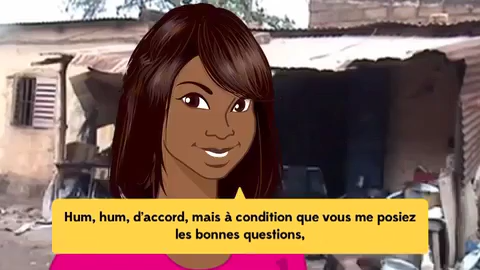 Hum, hum, d'accord, mais à condition que vous me posiez
les bonnes questions,